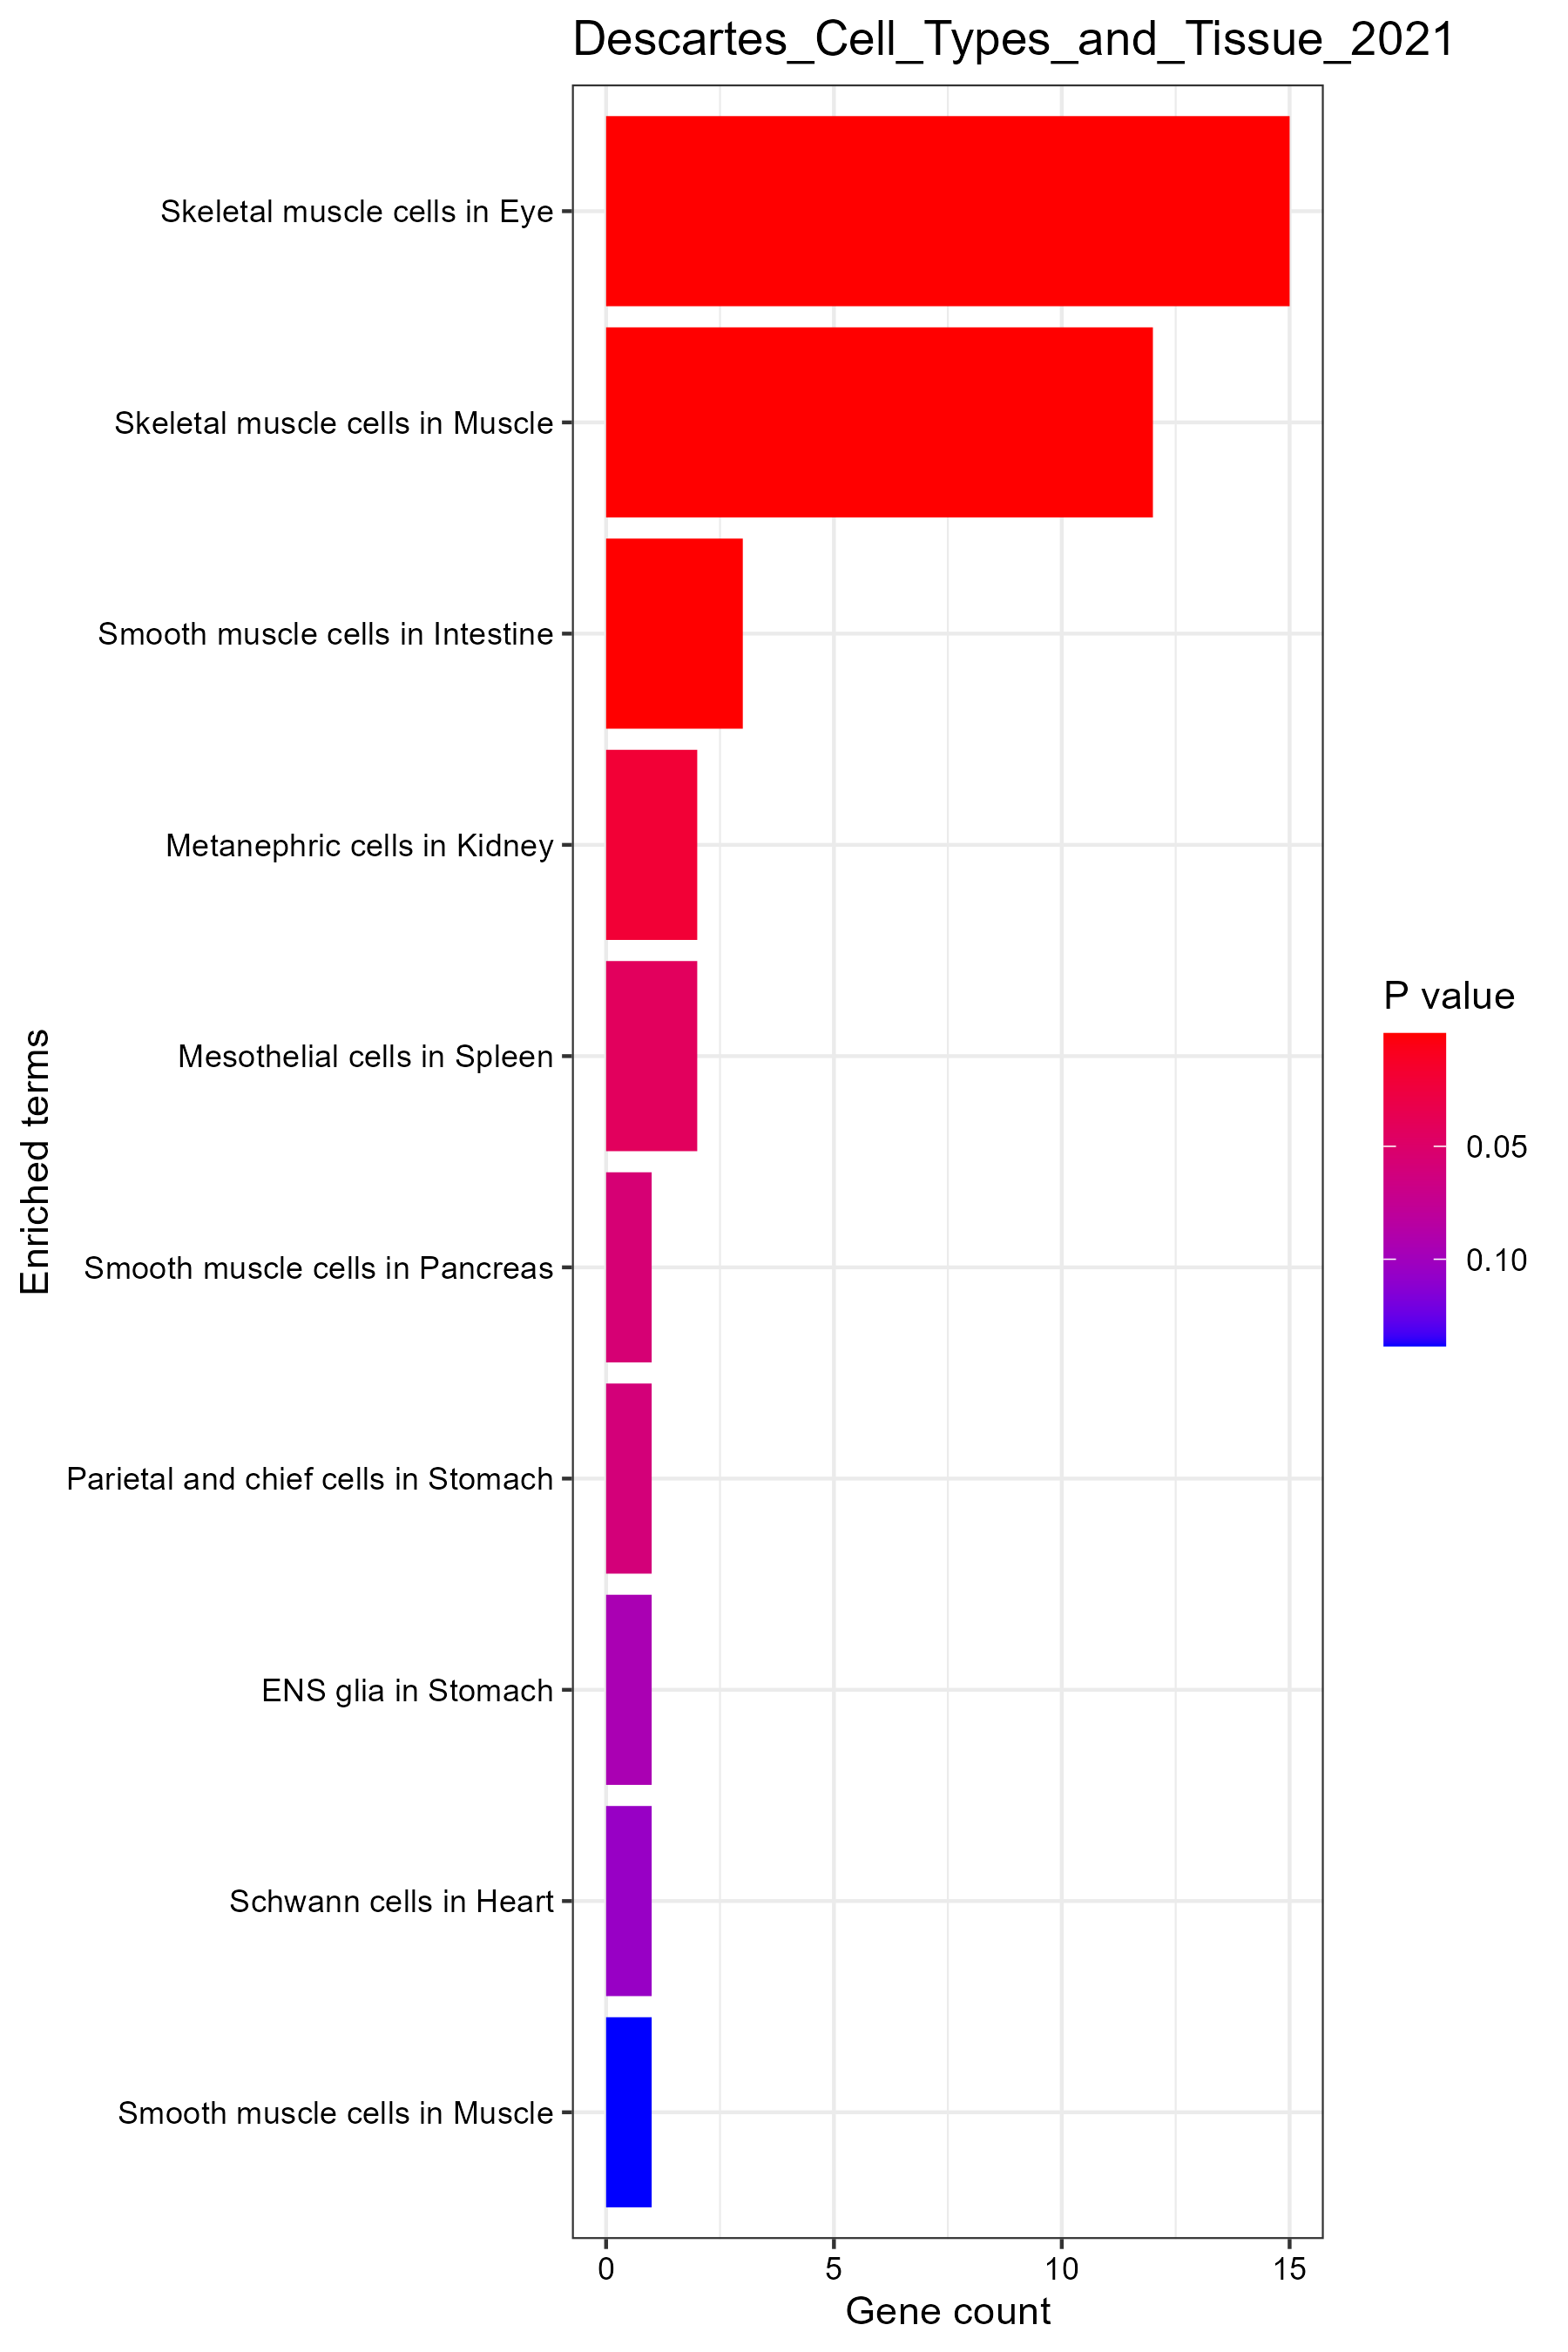 Descartes_Cell_Types_and_Tissue_2021
Skeletal muscle cells in Eye
Skeletal muscle cells in Muscle
Smooth muscle cells in Intestine
Metanephric cells in Kidney
Mesothelial cells in Spleen
Smooth muscle cells in Pancreas
Parietal and chief cells in Stomach
ENS glia in Stomach
Schwann cells in Heart
Smooth muscle cells in Muscle
Enriched terms
0 5 10 15
Gene count
P value
0.05
0.10